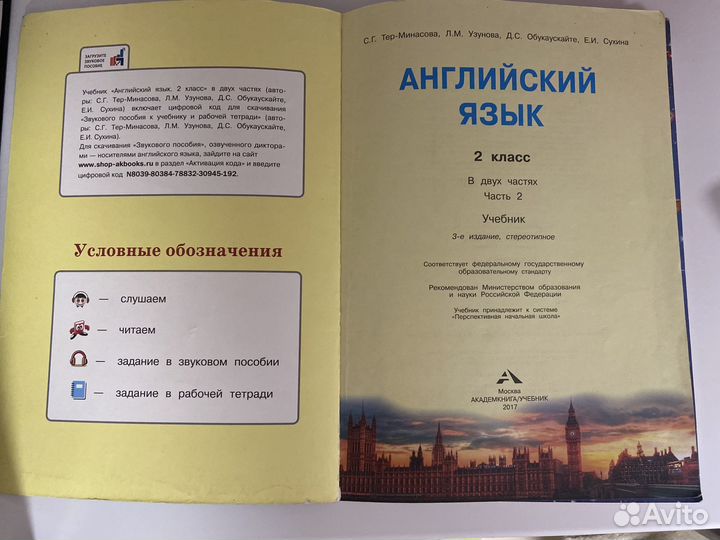 ЗАГРУЗИТЕ
ЗВУКОВОЕ
ПОСОБИЕ
Учебник «Английский язык. 2 класс» в двух частях (авто-
ры: С.Г. Тер-Минасова, Л.М. Узунова, Д.С. Обукаускайте,
Е.И. Сухина) включает цифровой код для скачивания
«Звукового пособия к учебнику и рабочей тетради» (авто-
ры: С.Г. Тер-Минасова, Л.М. Узунова, Д.С. Обукаускайте,
Е.И. Сухина).
Для скачивания «Звукового пособия», озвученного диктора-
ми — носителями английского языка, зайдите на сайт
www.shop-akbooks.ru в раздел «Активация кода» и введите
цифровой код N8039-80384-78832-30945-192.
Условные обозначения
— слушаем
— читаем
— задание в звуковом пособии
— задание в рабочей тетради
С.Г. Тер-Минасова, Л.М. Узунова, Д.С. Обукаускайте, Е.И. Сухина
АНГЛИЙСКИЙ
ЯЗЫК
2 класс
В двух частях
Часть 2
Учебник
3-е издание, стереотипное
Соответствует федеральному государственному
образовательному стандарту
Рекомендован Министерством образования
и науки Российской Федерации
Учебник принадлежит к системе
«Перспективная начальная школа»
Москва
АКАДЕМКНИГА/УЧЕБНИК
2017
Avito